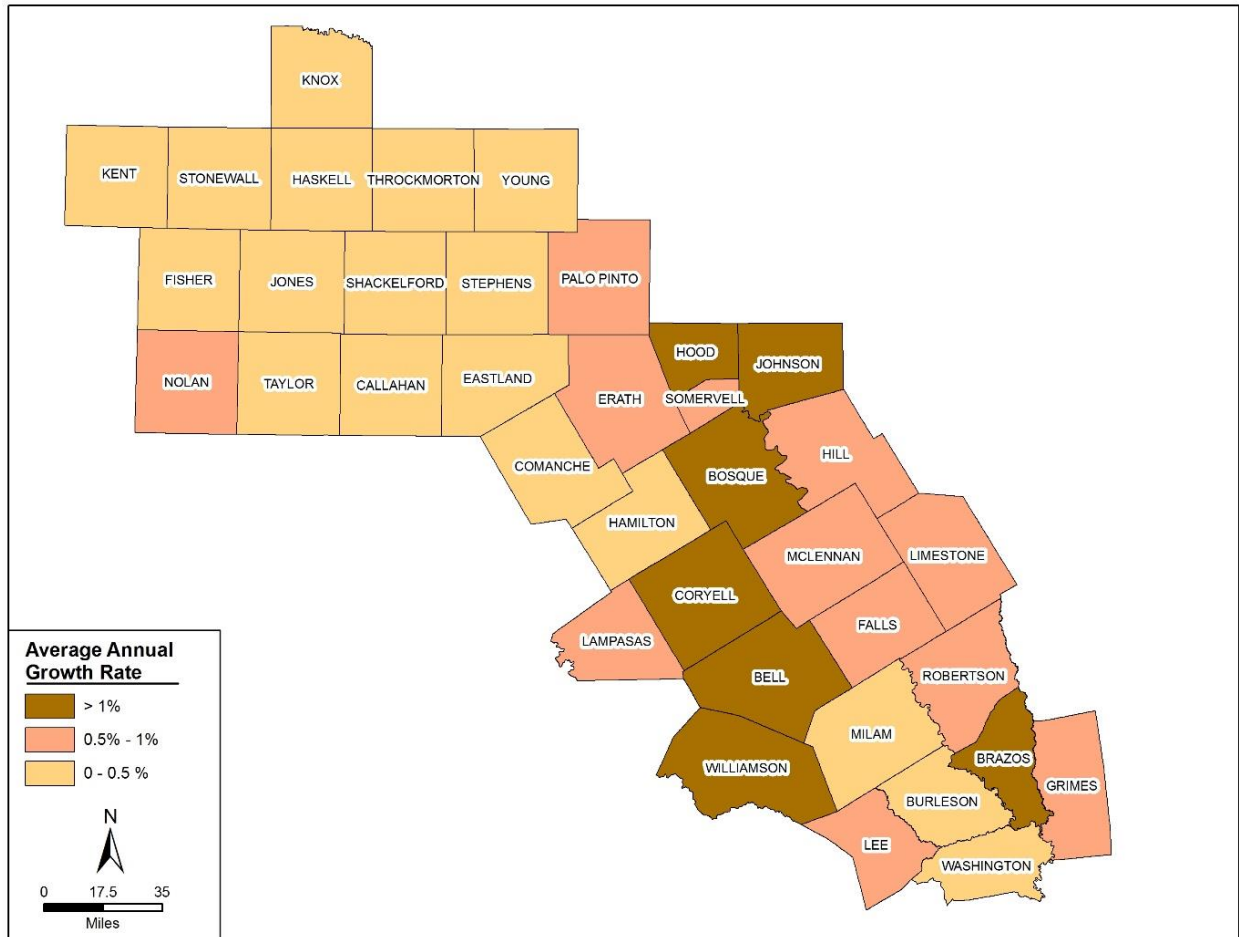 KNOX
KENT
STONEWALL
HASKELL
THROCKMORTON
YOUNG
FISHER
JONES
SHACKELFORD
STEPHENS
PALO PINTO
NOLAN
TAYLOR
CALLAHAN
EASTLAND
ERATH
HOOD
JOHNSON
SOMERVELL
COMANCHE
BOSQUE
HILL
HAMILTON
MCLENNAN
LIMESTONE
CORYELL
LAMPASAS
FALLS
BELL
ROBERTSON
MILAM
WILLIAMSON
BRAZOS
GRIMES
BURLESON
LEE
WASHINGTON
Average Annual
Growth Rate
> 1%
0.5% - 1%
0 - 0.5 %
N
0 17.5 35
Miles